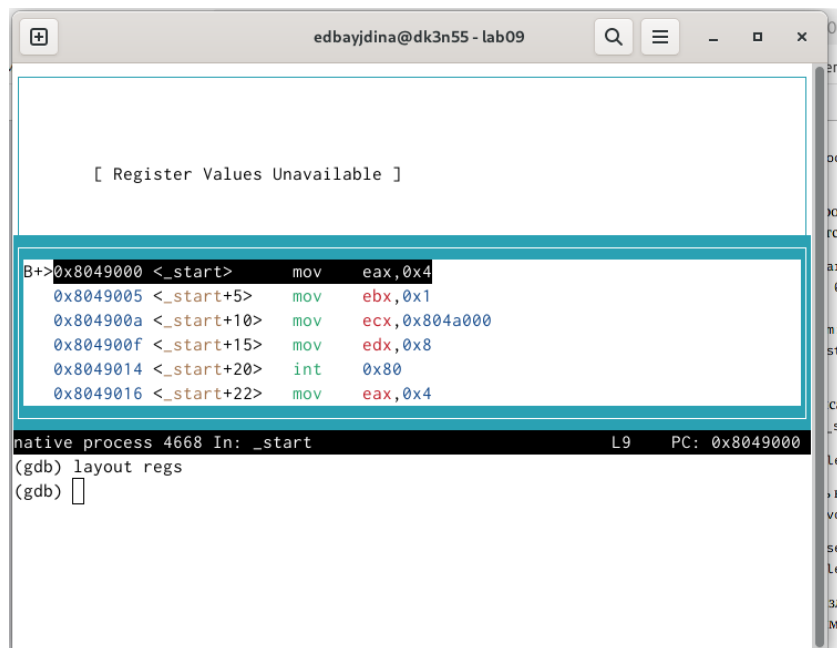 edbayjdina@dk3n55 - lab09
[ Register Values Unavailable ]
B+>0x8049000 <_start>      mov    eax,0x4
0x8049005 <_start+5>    mov    ebx,0x1
0x804900a <_start+10>   mov    ecx,0x804a000
0x804900f <_start+15>   mov    edx,0x8
0x8049014 <_start+20>   int    0x80
0x8049016 <_start+22>   mov    eax,0x4
native process 4668 In: _start                              L9    PC: 0x8049000
(gdb) layout regs
(gdb)